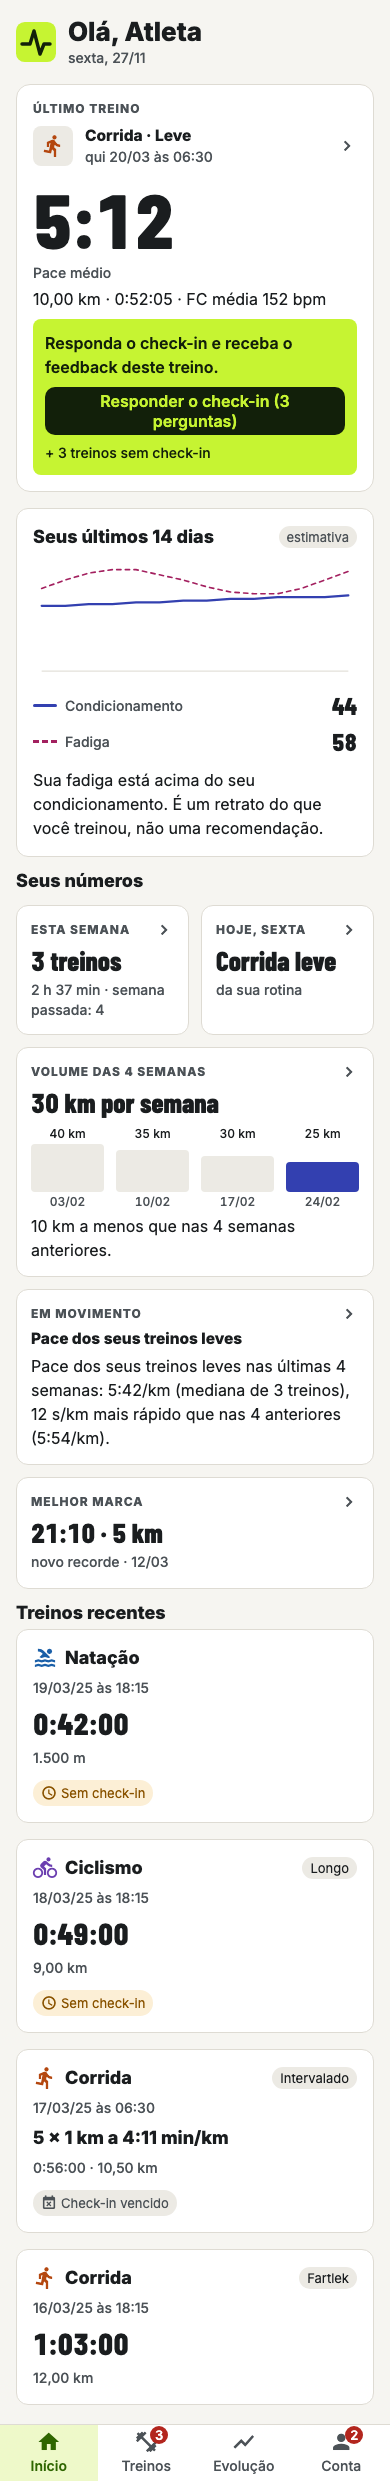 Olá, Atleta
sexta, 27/11
ÚLTIMO TREINO
Corrida · Leve
qui 20/03 às 06:30
5:12
Pace médio
10,00 km · 0:52:05 · FC média 152 bpm
Responda o check-in e receba o
feedback deste treino.
Responder o check-in (3
perguntas)
+ 3 treinos sem check-in
Seus últimos 14 dias
estimativa
Condicionamento
44
Fadiga
58
Sua fadiga está acima do seu
condicionamento. É um retrato do que
você treinou, não uma recomendação.
Seus números
ESTA SEMANA
3 treinos
2 h 37 min · semana
passada: 4
HOJE, SEXTA
Corrida leve
da sua rotina
VOLUME DAS 4 SEMANAS
30 km por semana
40 km 35 km 30 km 25 km
03/02 10/02 17/02 24/02
10 km a menos que nas 4 semanas
anteriores.
EM MOVIMENTO
Pace dos seus treinos leves
Pace dos seus treinos leves nas últimas 4
semanas: 5:42/km (mediana de 3 treinos),
12 s/km mais rápido que nas 4 anteriores
(5:54/km).
MELHOR MARCA
21:10 · 5 km
novo recorde · 12/03
Treinos recentes
Natação
19/03/25 às 18:15
0:42:00
1.500 m
Sem check-in
Ciclismo
Longo
18/03/25 às 18:15
0:49:00
9,00 km
Sem check-in
Corrida
Intervalado
17/03/25 às 06:30
5 × 1 km a 4:11 min/km
0:56:00 · 10,50 km
Check-in vencido
Corrida
Fartlek
16/03/25 às 18:15
1:03:00
12,00 km
3 2
Início Treinos Evolução Conta